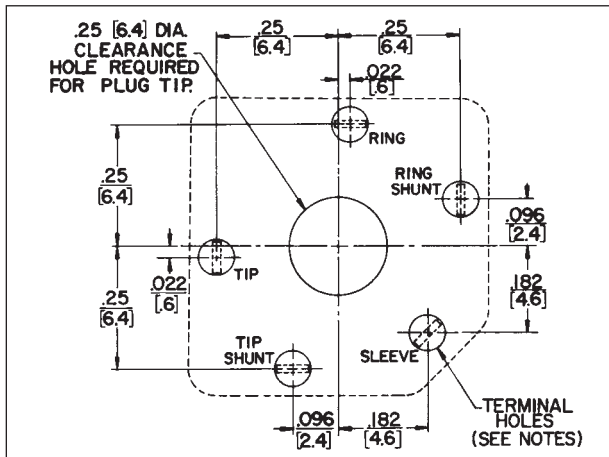 .25 [6.4] DIA.
CLEARANCE
HOLE REQUIRED
FOR PLUG TIP.
.25
[6.4]
.25
[6.4]
.022
[.6]
RING
RING
SHUNT
.25
[6.4]
.096
[2.4]
TIP
.022
[.6]
.182
[4.6]
.25
[6.4]
TIP
SHUNT
SLEEVE
.096
[2.4]
.182
[4.6]
TERMINAL
HOLES
(SEE NOTES)